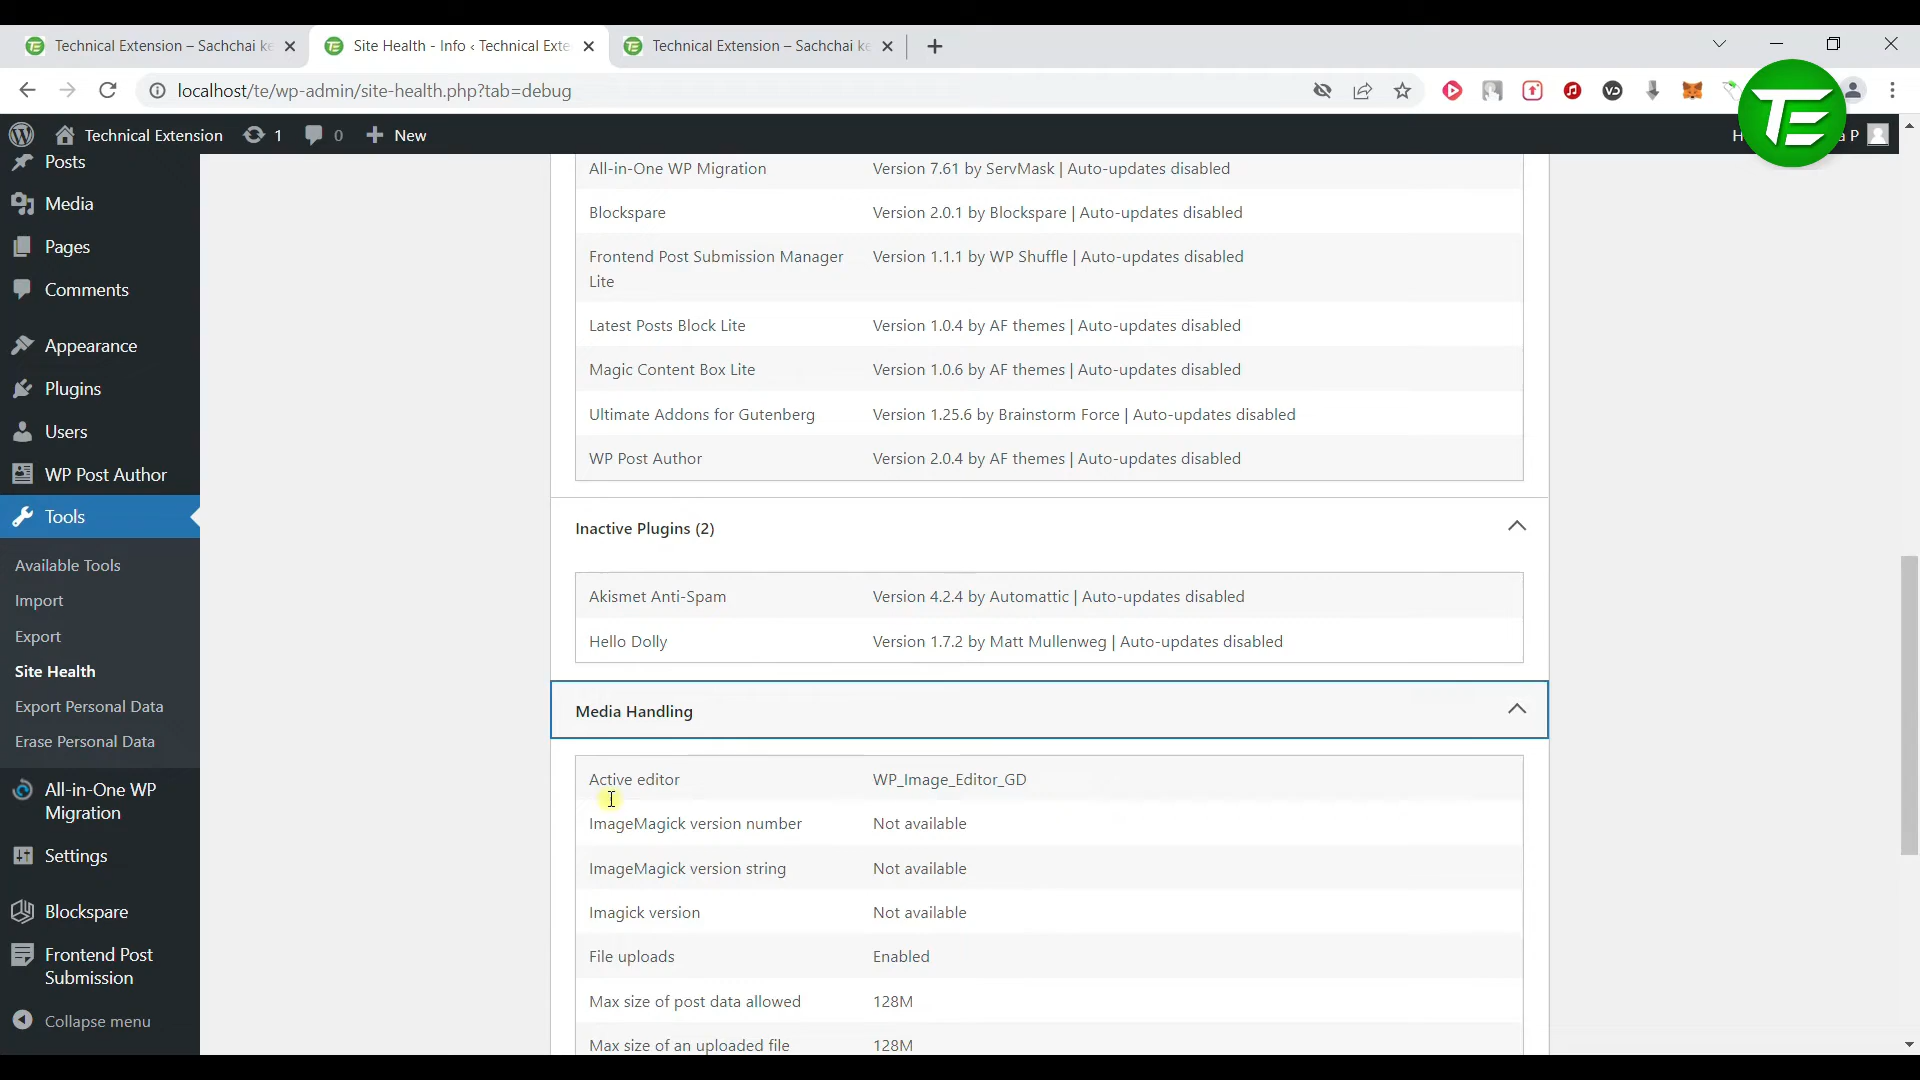 Technical Extension – Sachchai ke
Site Health - Info ‹ Technical Exte
Technical Extension – Sachchai ke
localhost/te/wp-admin/site-health.php?tab=debug
Technical Extension
1
0
New
TE
Posts
Media
Pages
Comments
Appearance
Plugins
Users
WP Post Author
Tools
Available Tools
Import
Export
Site Health
Export Personal Data
Erase Personal Data
All-in-One WP
Migration
Settings
Blockspare
Frontend Post
Submission
Collapse menu
All-in-One WP Migration Version 7.61 by ServMask | Auto-updates disabled
Blockspare Version 2.0.1 by Blockspare | Auto-updates disabled
Frontend Post Submission Manager Version 1.1.1 by WP Shuffle | Auto-updates disabled
Lite
Latest Posts Block Lite Version 1.0.4 by AF themes | Auto-updates disabled
Magic Content Box Lite Version 1.0.6 by AF themes | Auto-updates disabled
Ultimate Addons for Gutenberg Version 1.25.6 by Brainstorm Force | Auto-updates disabled
WP Post Author Version 2.0.4 by AF themes | Auto-updates disabled
Inactive Plugins (2)
Akismet Anti-Spam Version 4.2.4 by Automattic | Auto-updates disabled
Hello Dolly Version 1.7.2 by Matt Mullenweg | Auto-updates disabled
Media Handling
Active editor WP_Image_Editor_GD
ImageMagick version number Not available
ImageMagick version string Not available
Imagick version Not available
File uploads Enabled
Max size of post data allowed 128M
Max size of an uploaded file 128M